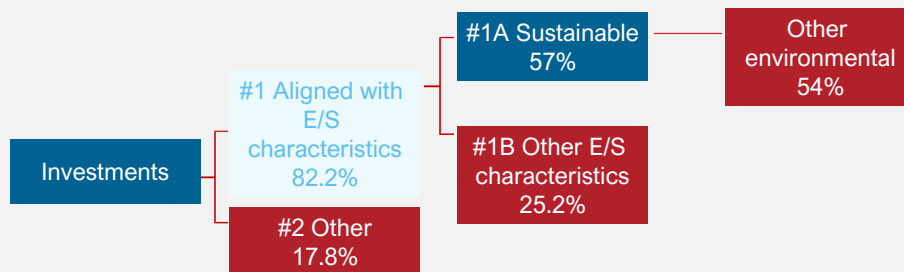 Investments
#1 Aligned with
E/S
characteristics
82.2%
#2 Other
17.8%
#1A Sustainable
57%
#1B Other E/S
characteristics
25.2%
Other
environmental
54%